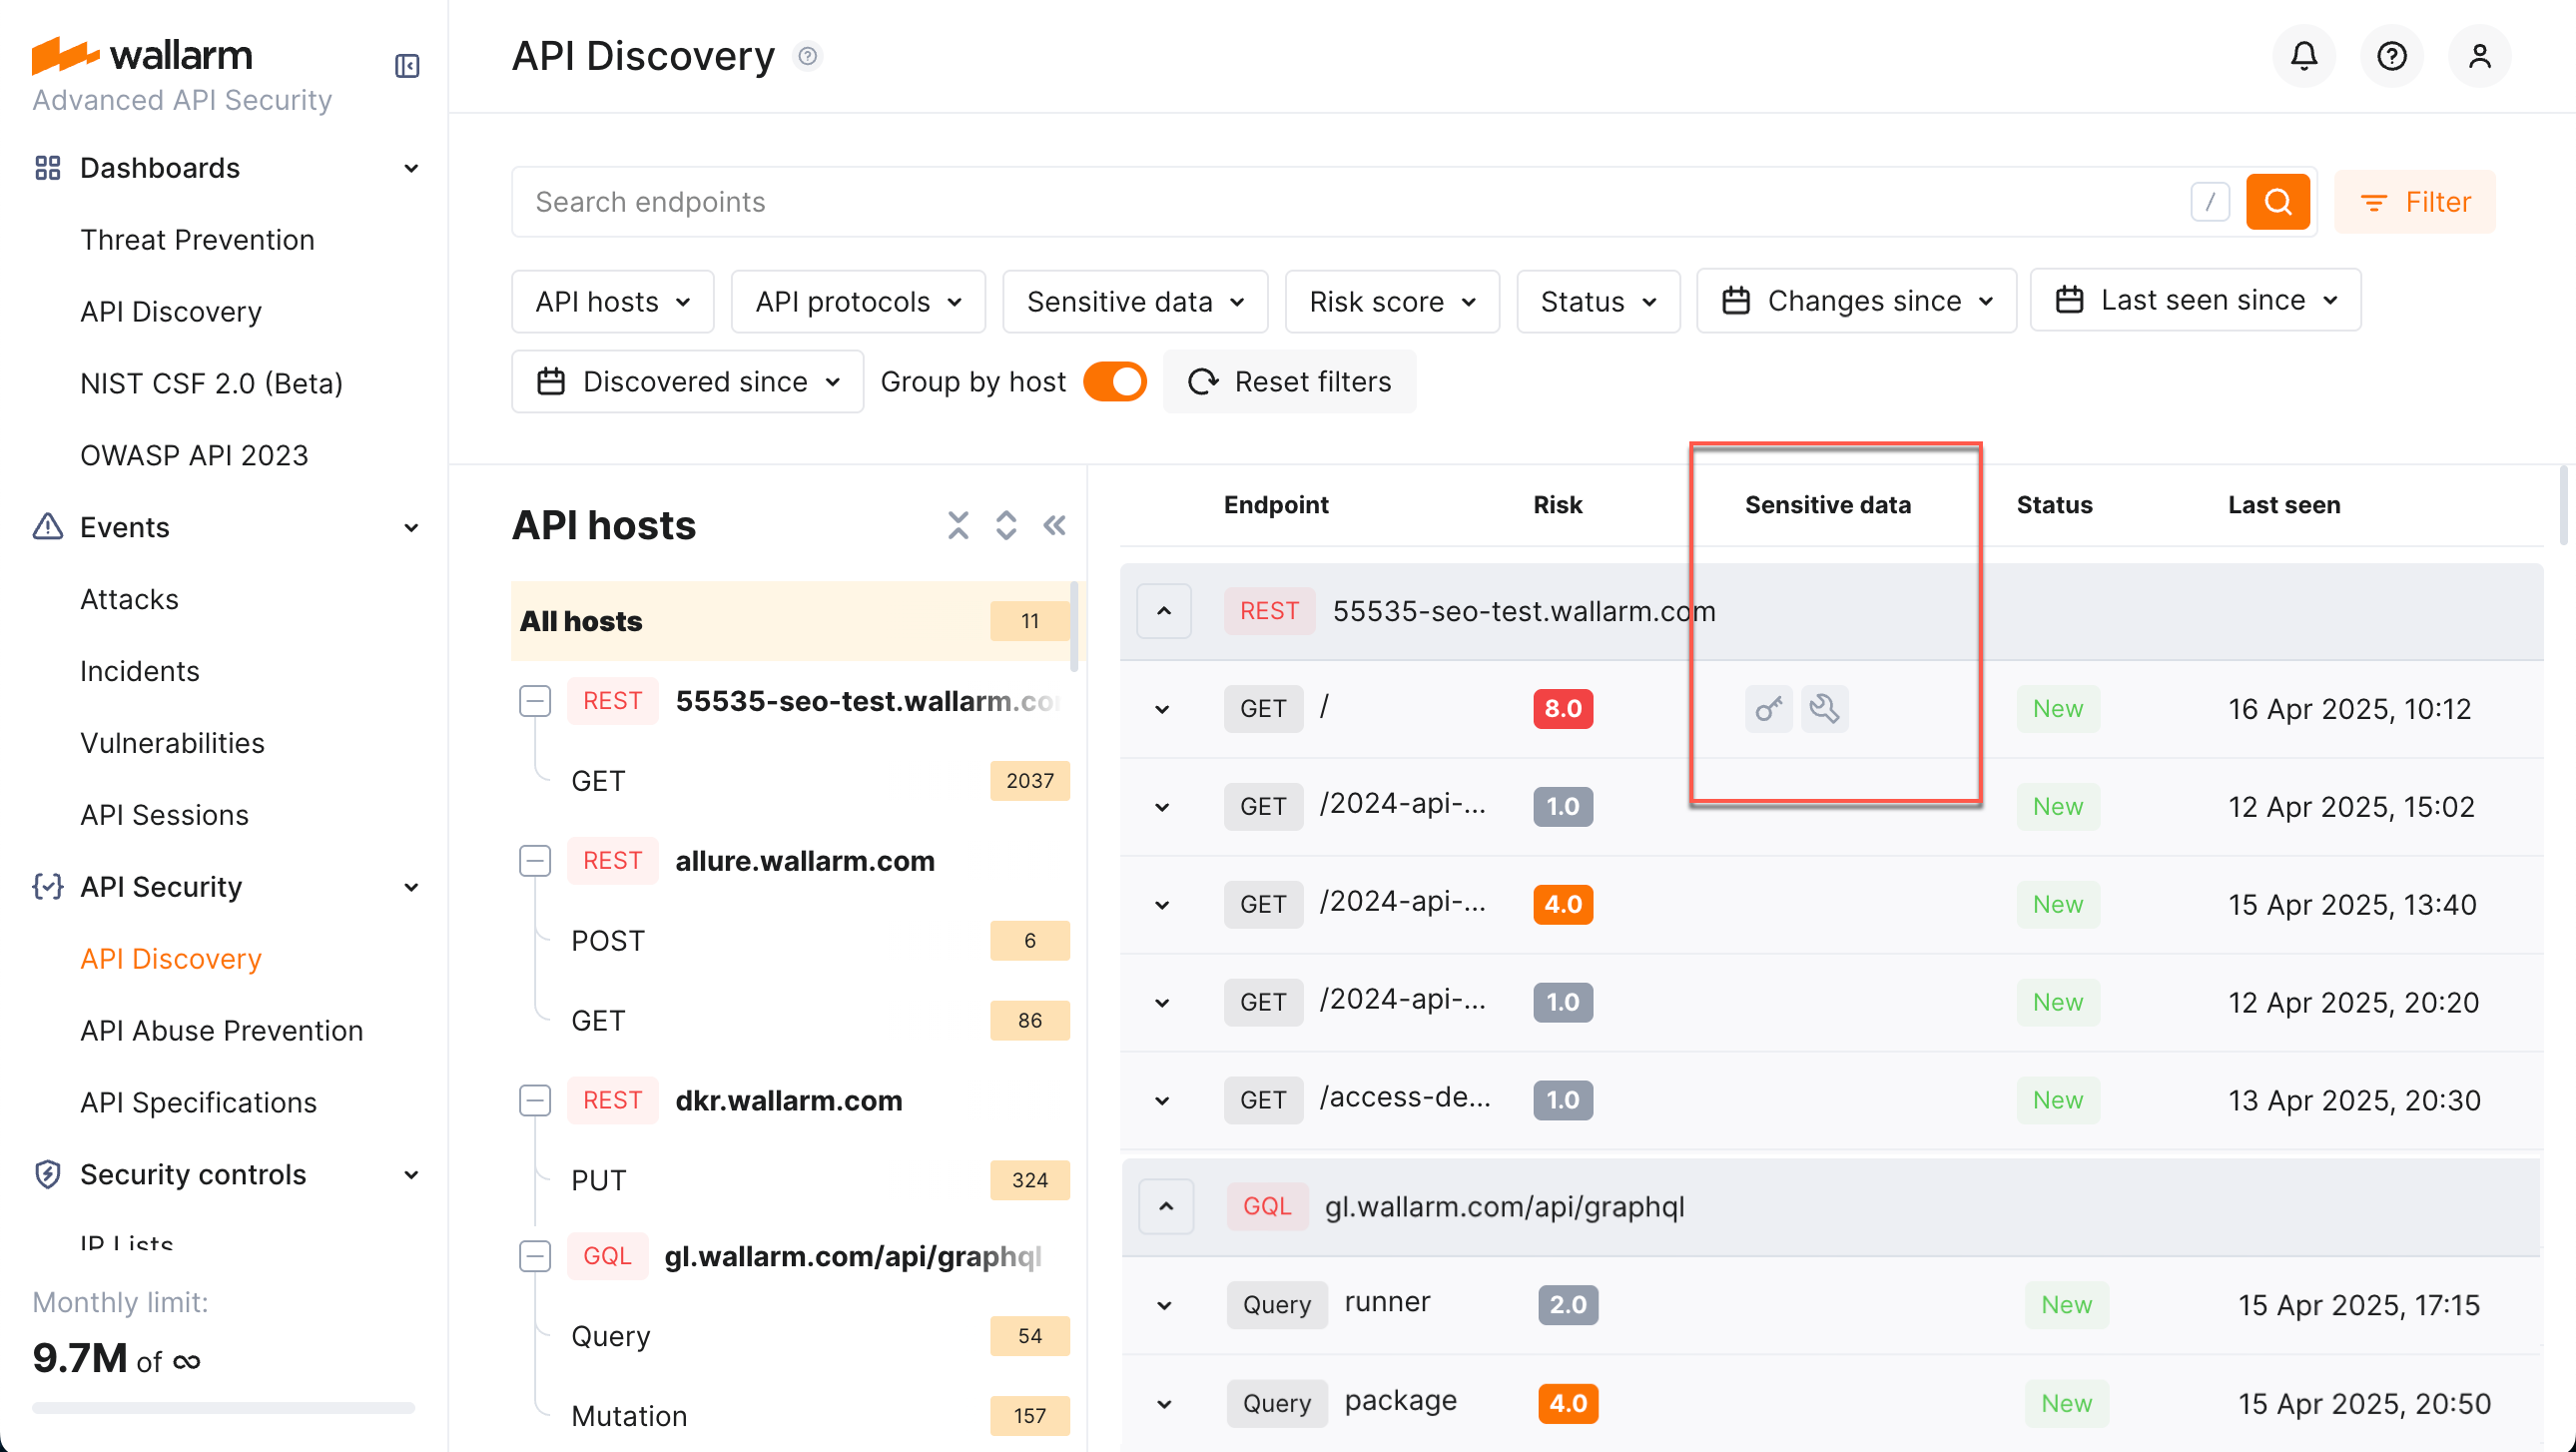 wallarm
Advanced API Security
Dashboards
Threat Prevention
API Discovery
NIST CSF 2.0 (Beta)
OWASP API 2023
Events
Attacks
Incidents
Vulnerabilities
API Sessions
API Security
API Discovery
API Abuse Prevention
API Specifications
Security controls
IP Lists
Monthly limit:
9.7M of ∞
API Discovery
Search endpoints
/
Filter
API hosts
API protocols
Sensitive data
Risk score
Status
Changes since
Last seen since
Discovered since
Group by host
Reset filters
API hosts
All hosts 11
REST 55535-seo-test.wallarm.co
GET 2037
REST allure.wallarm.com
POST 6
GET 86
REST dkr.wallarm.com
PUT 324
GQL gl.wallarm.com/api/graphql
Query 54
Mutation 157
Endpoint Risk Sensitive data Status Last seen
REST 55535-seo-test.wallarm.com
GET / 8.0 New 16 Apr 2025, 10:12
GET /2024-api-... 1.0 New 12 Apr 2025, 15:02
GET /2024-api-... 4.0 New 15 Apr 2025, 13:40
GET /2024-api-... 1.0 New 12 Apr 2025, 20:20
GET /access-de... 1.0 New 13 Apr 2025, 20:30
GQL gl.wallarm.com/api/graphql
Query runner 2.0 New 15 Apr 2025, 17:15
Query package 4.0 New 15 Apr 2025, 20:50